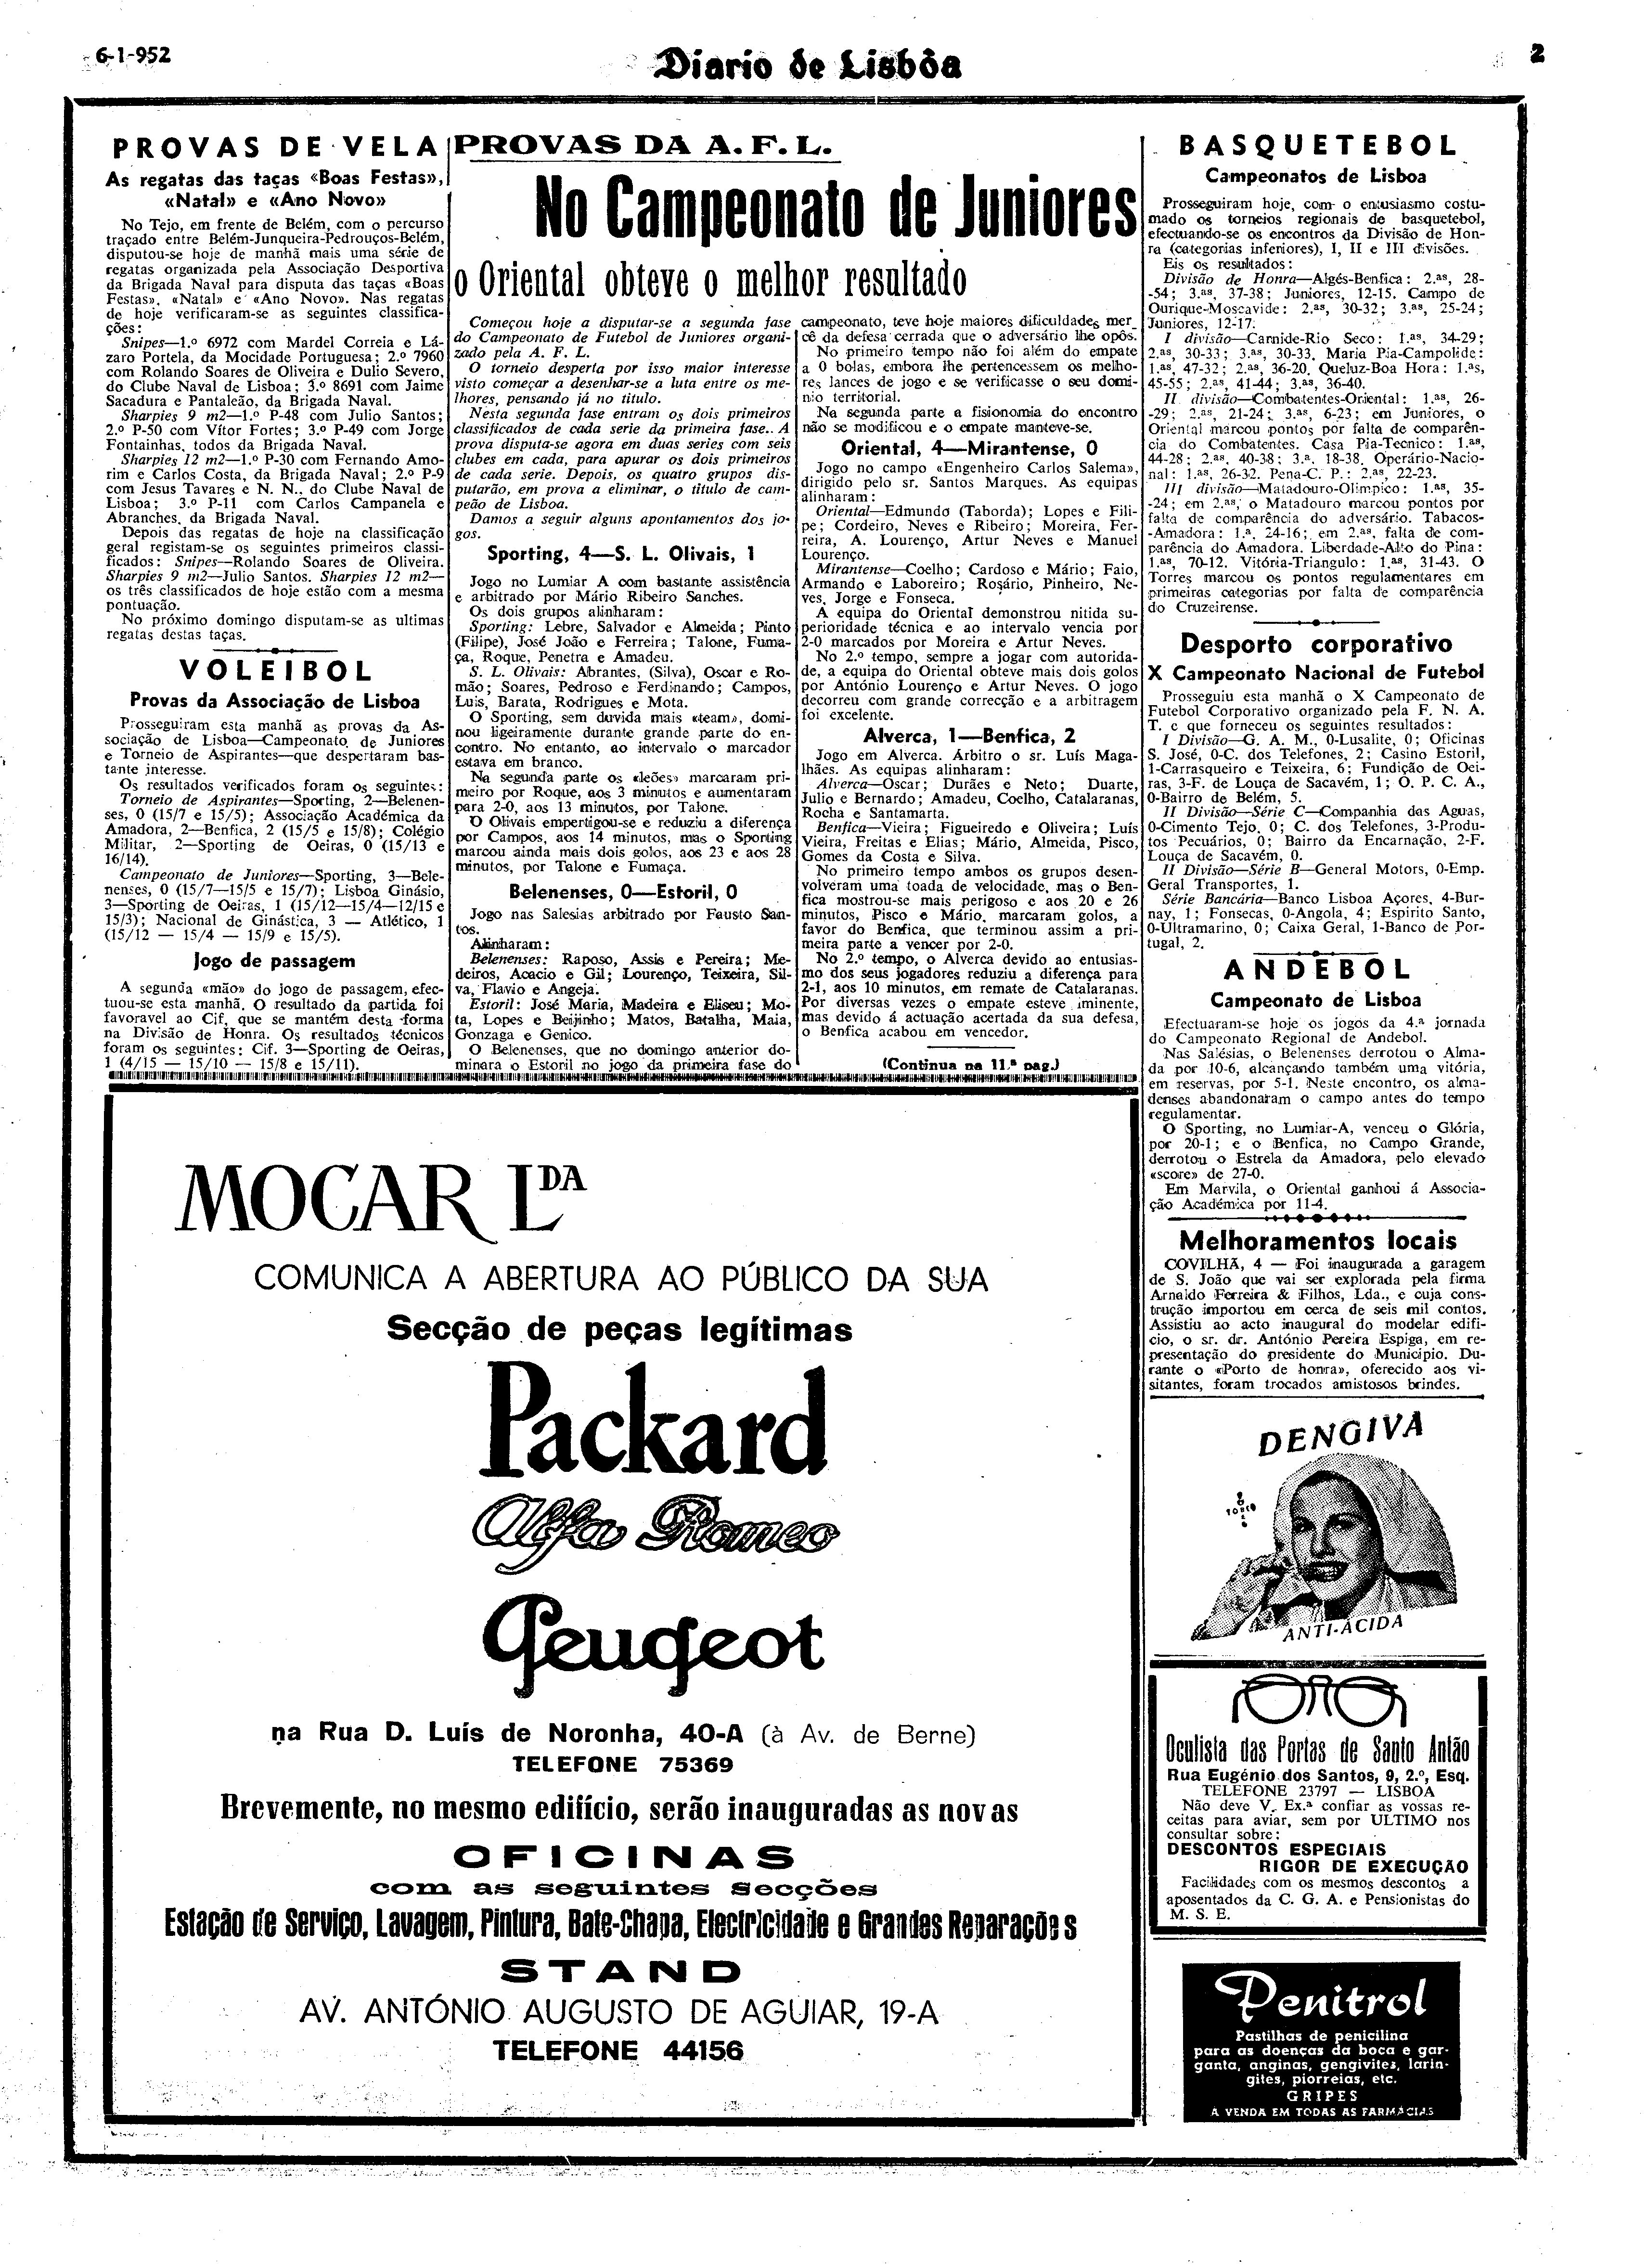 6-1-952
Diario de Lisbôa
2
PROVAS DE VELA
As regatas das taças «Boas Festas»,
«Natal» e «Ano Novo»
No Tejo, em frente de Belém, com o percurso
traçado entre Belém-Junqueira-Pedrouços-Belém,
disputou-se hoje de manhã mais uma série de
regatas organizada pela Associação Desportiva
da Brigada Naval para disputa das taças «Boas
Festas», «Natal» e «Ano Novo». Nas regatas
de hoje verificaram-se as seguintes classifica-
ções:
Snipes—1.º 6972 com Mardel Correia e Lá-
zaro Portela, da Mocidade Portuguesa; 2.º 7960
com Rolando Soares de Oliveira e Dulio Severo,
do Clube Naval de Lisboa; 3.º 8691 com Jaime
Sacadura e Pantaleão, da Brigada Naval.
Sharpies 9 m2—1.º P-48 com Julio Santos;
2.º P-50 com Vítor Fortes; 3.º P-49 com Jorge
Fontainhas, todos da Brigada Naval.
Sharpies 12 m2—1.º P-30 com Fernando Amo-
rim e Carlos Costa, da Brigada Naval; 2.º P-9
com Jesus Tavares e N. N., do Clube Naval de
Lisboa; 3.º P-11 com Carlos Campanela e
Abranches, da Brigada Naval.
Depois das regatas de hoje na classificação
geral registam-se os seguintes primeiros classi-
ficados: Snipes—Rolando Soares de Oliveira.
Sharpies 9 m2—Julio Santos. Sharpies 12 m2—
os três classificados de hoje estão com a mesma
pontuação.
No próximo domingo disputam-se as ultimas
regatas destas taças.
VOLEIBOL
Provas da Associação de Lisboa
Prosseguiram esta manhã as provas da As-
sociação de Lisboa—Campeonato de Juniores
e Torneio de Aspirantes—que despertaram bas-
tante interesse.
Os resultados verificados foram os seguintes:
Torneio de Aspirantes—Sporting, 2—Belenen-
ses, 0 (15/7 e 15/5); Associação Académica da
Amadora, 2—Benfica, 2 (15/5 e 15/8); Colégio
Militar, 2—Sporting de Oeiras, 0 (15/13 e
16/14).
Campeonato de Juniores—Sporting, 3—Bele-
nenses, 0 (15/7—15/5 e 15/7); Lisboa Ginásio,
3—Sporting de Oeiras, 1 (15/12—15/4—12/15 e
15/3); Nacional de Ginástica, 3 — Atlético, 1
(15/12 — 15/4 — 15/9 e 15/5).
Jogo de passagem
A segunda «mão» do jogo de passagem, efec-
tuou-se esta manhã. O resultado da partida foi
favoravel ao Cif, que se mantém desta forma
na Divisão de Honra. Os resultados técnicos
foram os seguintes: Cif. 3—Sporting de Oeiras,
1 (4/15 — 15/10 — 15/8 e 15/11).
PROVAS DA A. F. L.
No Campeonato de Juniores
o Oriental obteve o melhor resultado
Começou hoje a disputar-se a segunda fase
do Campeonato de Futebol de Juniores organi-
zado pela A. F. L.
O torneio desperta por isso maior interesse
visto começar a desenhar-se a luta entre os me-
lhores, pensando já no titulo.
Nesta segunda fase entram os dois primeiros
classificados de cada serie da primeira fase.. A
prova disputa-se agora em duas series com seis
clubes em cada, para apurar os dois primeiros
de cada serie. Depois, os quatro grupos dis-
putarão, em prova a eliminar, o titulo de cam-
peão de Lisboa.
Damos a seguir alguns apontamentos dos jo-
gos.
Sporting, 4—S. L. Olivais, 1
Jogo no Lumiar A com bastante assistência
e arbitrado por Mário Ribeiro Sanches.
Os dois grupos alinharam:
Sporting: Lebre, Salvador e Almeida; Pinto
(Filipe), José João e Ferreira; Talone, Fuma-
ça, Roque, Penetra e Amadeu.
S. L. Olivais: Abrantes, (Silva), Oscar e Ro-
mão; Soares, Pedroso e Ferdinando; Campos,
Luis, Barata, Rodrigues e Mota.
O Sporting, sem duvida mais «team», domi-
nou ligeiramente durante grande parte do en-
contro. No entanto, ao intervalo o marcador
estava em branco.
Na segunda parte os «leões» marcaram pri-
meiro por Roque, aos 3 minutos e aumentaram
para 2-0, aos 13 minutos, por Talone.
O Olivais empertigou-se e reduziu a diferença
por Campos, aos 14 minutos, mas o Sporting
marcou ainda mais dois golos, aos 23 e aos 28
minutos, por Talone e Fumaça.
Belenenses, 0—Estoril, 0
Jogo nas Salesias arbitrado por Fausto San-
tos.
Alinharam:
Belenenses: Raposo, Assis e Pereira; Me-
deiros, Acacio e Gil; Lourenço, Teixeira, Sil-
va, Flavio e Angeja.
Estoril: José Maria, Madeira e Eliseu; Mo-
ta, Lopes e Beijinho; Matos, Batalha, Maia,
Gonzaga e Genico.
O Belenenses, que no domingo anterior do-
minara o Estoril no jogo da primeira fase do
campeonato, teve hoje maiores dificuldades mer
cê da defesa cerrada que o adversário lhe opôs.
No primeiro tempo não foi além do empate
a 0 bolas, embora lhe pertencessem os melho-
res lances de jogo e se verificasse o seu domi-
nio territorial.
Na segunda parte a fisionomia do encontro
não se modificou e o empate manteve-se.
Oriental, 4—Mirantense, 0
Jogo no campo «Engenheiro Carlos Salema»,
dirigido pelo sr. Santos Marques. As equipas
alinharam:
Oriental—Edmundo (Taborda); Lopes e Fili-
pe; Cordeiro, Neves e Ribeiro; Moreira, Fer-
reira, A. Lourenço, Artur Neves e Manuel
Lourenço.
Mirantense—Coelho; Cardoso e Mário; Faio,
Armando e Laboreiro; Rosário, Pinheiro, Ne-
ves, Jorge e Fonseca.
A equipa do Oriental demonstrou nitida su-
perioridade técnica e ao intervalo vencia por
2-0 marcados por Moreira e Artur Neves.
No 2.º tempo, sempre a jogar com autorida-
de, a equipa do Oriental obteve mais dois golos
por António Lourenço e Artur Neves. O jogo
decorreu com grande correcção e a arbitragem
foi excelente.
Alverca, 1—Benfica, 2
Jogo em Alverca. Árbitro o sr. Luís Maga-
lhães. As equipas alinharam:
Alverca—Oscar; Durães e Neto; Duarte,
Julio e Bernardo; Amadeu, Coelho, Catalaranas,
Rocha e Santamarta.
Benfica—Vieira; Figueiredo e Oliveira; Luís
Vieira, Freitas e Elias; Mário, Almeida, Pisco,
Gomes da Costa e Silva.
No primeiro tempo ambos os grupos desen-
volveram uma toada de velocidade, mas o Ben-
fica mostrou-se mais perigoso e aos 20 e 26
minutos, Pisco e Mário, marcaram golos, a
favor do Benfica, que terminou assim a pri-
meira parte a vencer por 2-0.
No 2.º tempo, o Alverca devido ao entusias-
mo dos seus jogadores reduziu a diferença para
2-1, aos 10 minutos, em remate de Catalaranas.
Por diversas vezes o empate esteve iminente,
mas devido á actuação acertada da sua defesa,
o Benfica acabou em vencedor.
(Continua na 11.ª pag.)
BASQUETEBOL
Campeonatos de Lisboa
Prosseguiram hoje, com o entusiasmo costu-
mado os torneios regionais de basquetebol,
efectuando-se os encontros da Divisão de Hon-
ra (categorias inferiores), I, II e III divisões.
Eis os resultados:
Divisão de Honra—Algés-Benfica: 2.as, 28-
-54; 3.as, 37-38; Juniores, 12-15. Campo de
Ourique-Moscavide: 2.as, 30-32; 3.as, 25-24;
Juniores, 12-17.
I divisão—Carnide-Rio Seco: 1.as, 34-29;
2.as, 30-33; 3.as, 30-33. Maria Pia-Campolide:
1.as, 47-32; 2.as, 36-20. Queluz-Boa Hora: 1.as,
45-55; 2.as, 41-44; 3.as, 36-40.
II divisão—Combatentes-Oriental: 1.as, 26-
-29; 2.as, 21-24; 3.as, 6-23; em Juniores, o
Oriental marcou pontos por falta de comparên-
cia do Combatentes. Casa Pia-Tecnico: 1.as,
44-28; 2.as, 40-38; 3.a, 18-38. Operário-Nacio-
nal: 1.as, 26-32. Pena-C. P.: 2.as, 22-23.
III divisão—Matadouro-Olímpico: 1.as, 35-
-24; em 2.as, o Matadouro marcou pontos por
falta de comparência do adversário. Tabacos-
-Amadora: 1.a, 24-16; em 2.as, falta de com-
parência do Amadora. Liberdade-Alto do Pina:
1.as, 70-12. Vitória-Triangulo: 1.as, 31-43. O
Torres marcou os pontos regulamentares em
primeiras categorias por falta de comparência
do Cruzeirense.
Desporto corporativo
X Campeonato Nacional de Futebol
Prosseguiu esta manhã o X Campeonato de
Futebol Corporativo organizado pela F. N. A.
T. e que forneceu os seguintes resultados:
I Divisão—G. A. M., 0-Lusalite, 0; Oficinas
S. José, 0-C. dos Telefones, 2; Casino Estoril,
1-Carrasqueiro e Teixeira, 6; Fundição de Oei-
ras, 3-F. de Louça de Sacavém, 1; O. P. C. A.,
0-Bairro de Belém, 5.
II Divisão—Série C—Companhia das Aguas,
0-Cimento Tejo, 0; C. dos Telefones, 3-Produ-
tos Pecuários, 0; Bairro da Encarnação, 2-F.
Louça de Sacavém, 0.
II Divisão—Série B—General Motors, 0-Emp.
Geral Transportes, 1.
Série Bancária—Banco Lisboa Açores, 4-Bur-
nay, 1; Fonsecas, 0-Angola, 4; Espirito Santo,
0-Ultramarino, 0; Caixa Geral, 1-Banco de Por-
tugal, 2.
ANDEBOL
Campeonato de Lisboa
Efectuaram-se hoje os jogos da 4.ª jornada
do Campeonato Regional de Andebol.
Nas Salésias, o Belenenses derrotou o Alma-
da por 10-6, alcançando também uma vitória,
em reservas, por 5-1. Neste encontro, os alma-
denses abandonaram o campo antes do tempo
regulamentar.
O Sporting, no Lumiar-A, venceu o Glória,
por 20-1; e o Benfica, no Campo Grande,
derrotou o Estrela da Amadora, pelo elevado
«score» de 27-0.
Em Marvila, o Oriental ganhou á Associa-
ção Académica por 11-4.
Melhoramentos locais
COVILHÃ, 4 — Foi inaugurada a garagem
de S. João que vai ser explorada pela firma
Arnaldo Ferreira & Filhos, Lda., e cuja cons-
trução importou em cerca de seis mil contos.
Assistiu ao acto inaugural do modelar edifi-
cio, o sr. dr. António Pereira Espiga, em re-
presentação do presidente do Municipio. Du-
rante o «Porto de honra», oferecido aos vi-
sitantes, foram trocados amistosos brindes.
MOCAR LDA
COMUNICA A ABERTURA AO PÚBLICO DA SUA
Secção de peças legítimas
Packard
Alfa Romeo
Peugeot
na Rua D. Luís de Noronha, 40-A (à Av. de Berne)
TELEFONE 75369
Brevemente, no mesmo edifício, serão inauguradas as novas
OFICINAS
com as seguintes secções
Estação de Serviço, Lavagem, Pintura, Bate-Chapa, Electricidade e Grandes Reparações
STAND
AV. ANTÓNIO AUGUSTO DE AGUIAR, 19-A
TELEFONE 44156
DENGIVA
ANTI-ÁCIDA
Oculista das Portas de Santo Antão
Rua Eugénio dos Santos, 9, 2.º, Esq.
TELEFONE 23797 — LISBOA
Não deve V. Ex.ª confiar as vossas re-
ceitas para aviar, sem por ULTIMO nos
consultar sobre:
DESCONTOS ESPECIAIS
RIGOR DE EXECUÇÃO
Facilidades com os mesmos descontos a
aposentados da C. G. A. e Pensionistas do
M. S. E.
Penitrol
Pastilhas de penicilina
para as doenças da boca e gar-
ganta, anginas, gengivites, larin-
gites, piorreias, etc.
GRIPES
À VENDA EM TODAS AS FARMÁCIAS